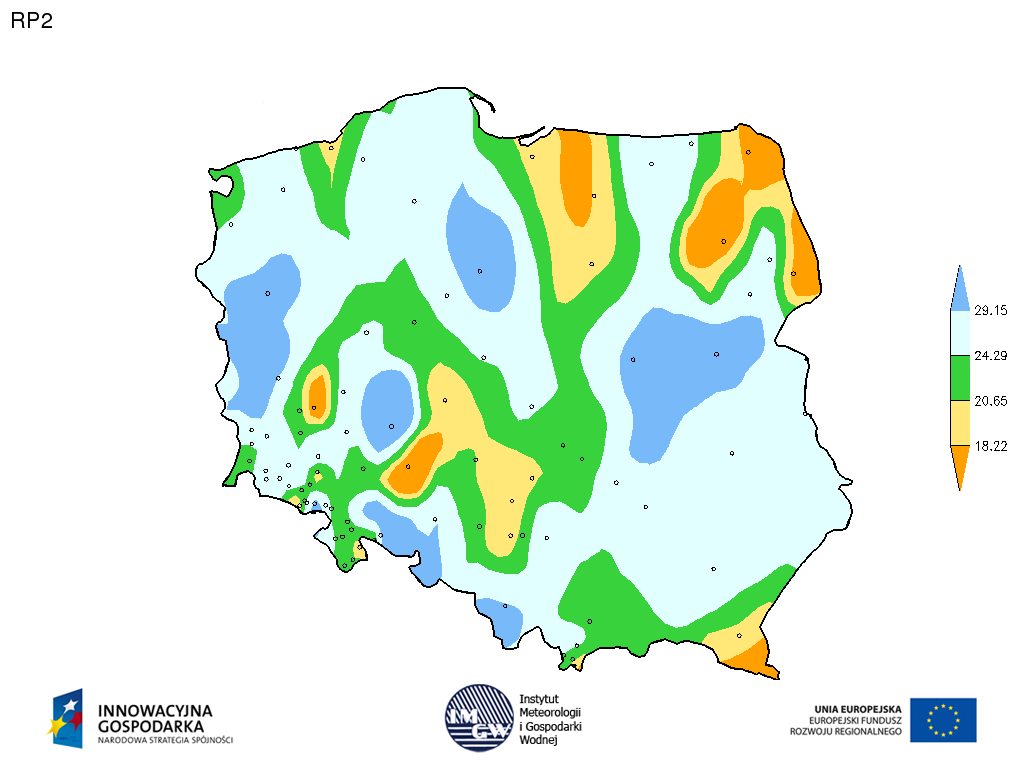 RP2
29.15
24.29
20.65
18.22
INNOWACYJNA
GOSPODARKA
NARODOWA STRATEGIA SPÓJNOŚCI
IMGW
Instytut
Meteorologii
i Gospodarki
Wodnej
UNIA EUROPEJSKA
EUROPEJSKI FUNDUSZ
ROZWOJU REGIONALNEGO